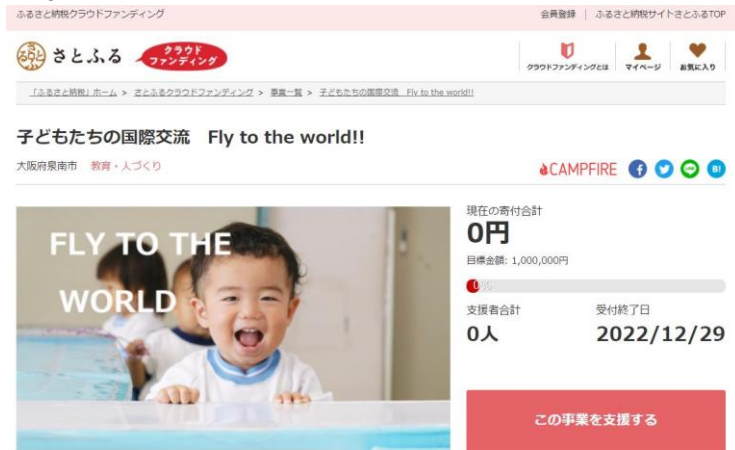 ふるさと納税クラウドファンディング
会員登録 | ふるさと納税サイトさとふるTOP
さとふる
クラウド
ファンディング
クラウドファンディングとは
マイページ
お気に入り
「ふるさと納税」ホーム > さとふるクラウドファンディング > 事業一覧 > 子どもたちの国際交流 Fly to the world!!
子どもたちの国際交流 Fly to the world!!
大阪府泉南市 教育・人づくり
CAMPFIRE
LINE
B!
FLY TO THE
WORLD
現在の寄付合計
0円
目標金額: 1,000,000円
0%
支援者合計
0人
受付終了日
2022/12/29
この事業を支援する